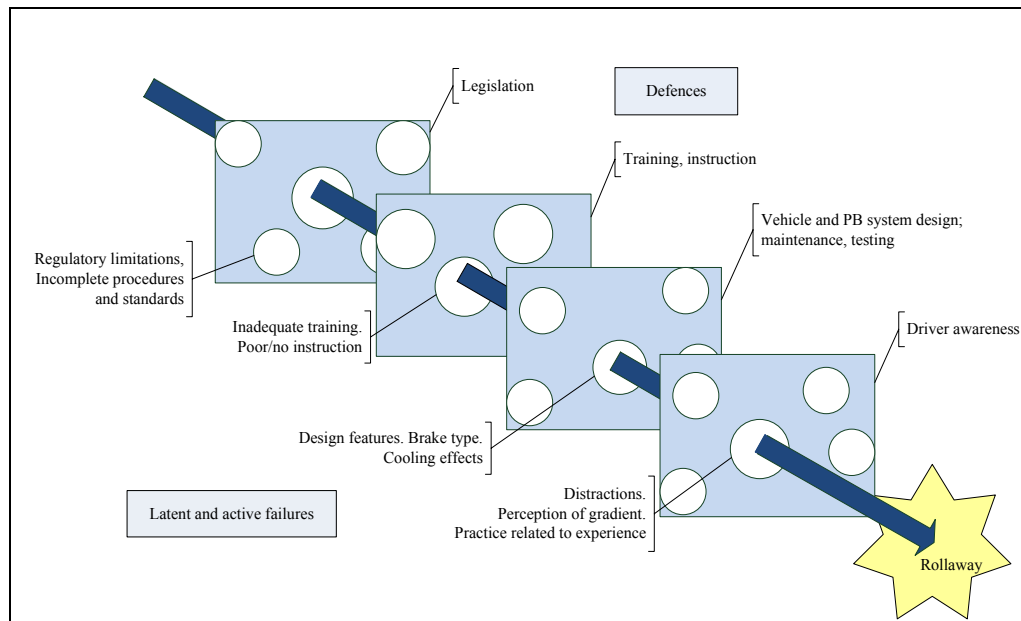 Legislation
Defences
Training, instruction
Vehicle and PB system design;
maintenance, testing
Regulatory limitations,
Incomplete procedures
and standards
Inadequate training.
Poor/no instruction
Driver awareness
Design features. Brake type.
Cooling effects
Distractions.
Perception of gradient.
Practice related to experience
Latent and active failures
Rollaway